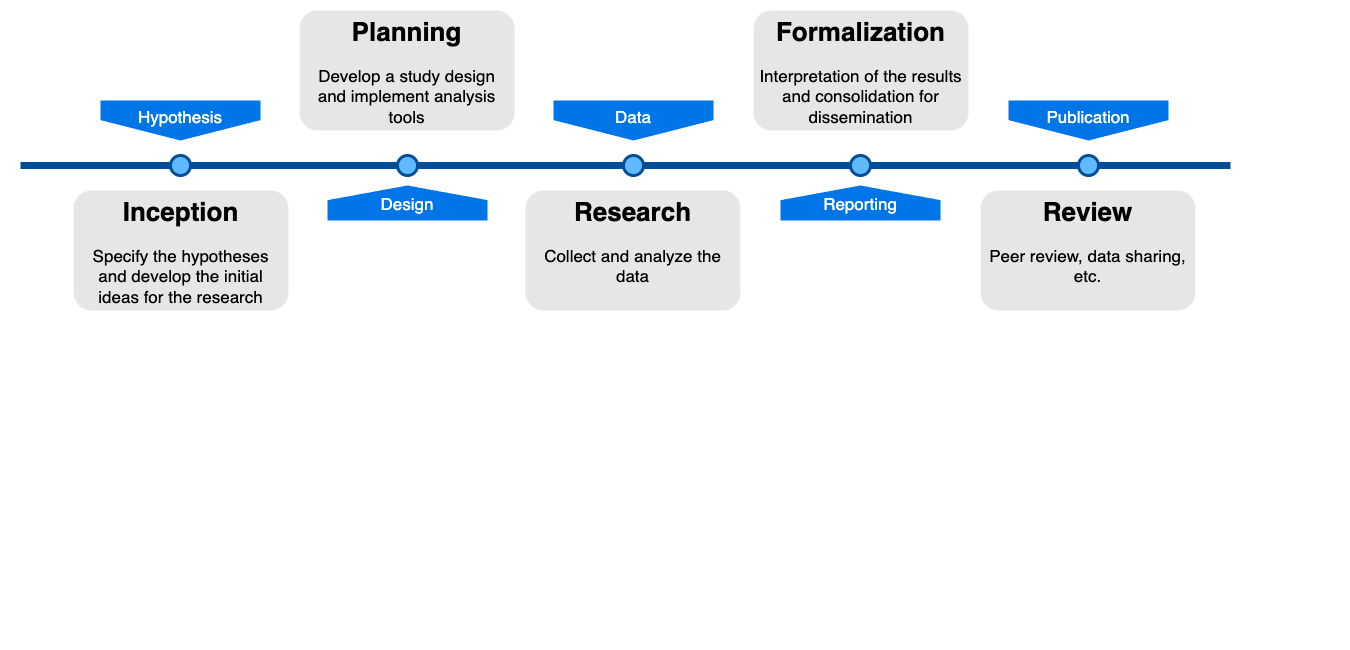 Planning
Develop a study design
and implement analysis
tools
Formalization
Interpretation of the results
and consolidation for
dissemination
Hypothesis
Data
Publication
Inception
Specify the hypotheses
and develop the initial
ideas for the research
Design
Research
Collect and analyze the
data
Reporting
Review
Peer review, data sharing,
etc.